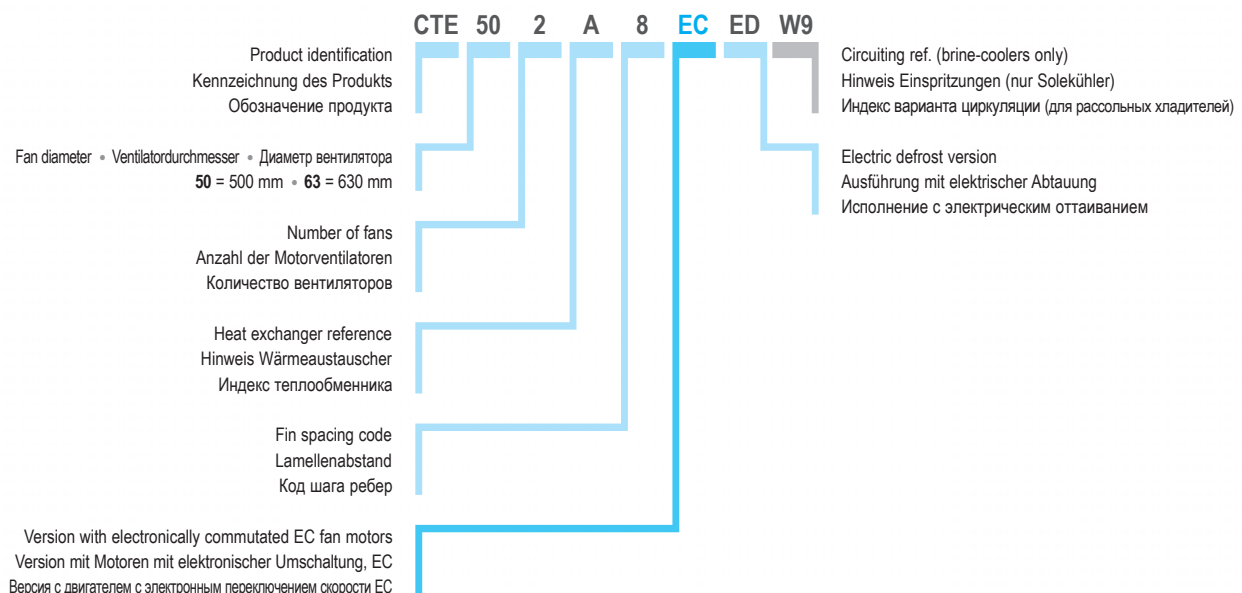 CTE 50 2 A 8 EC ED W9
Product identification
Kennzeichnung des Produkts
Обозначение продукта
Fan diameter • Ventilatordurchmesser • Диаметр вентилятора
50 = 500 mm • 63 = 630 mm
Number of fans
Anzahl der Motorventilatoren
Количество вентиляторов
Heat exchanger reference
Hinweis Wärmeaustauscher
Индекс теплообменника
Fin spacing code
Lamellenabstand
Код шага ребер
Version with electronically commutated EC fan motors
Version mit Motoren mit elektronischer Umschaltung, EC
Версия с двигателем с электронным переключением скорости EC
Circuiting ref. (brine-coolers only)
Hinweis Einspritzungen (nur Solekühler)
Индекс варианта циркуляции (для рассольных хладителей)
Electric defrost version
Ausführung mit elektrischer Abtauung
Исполнение с электрическим оттаиванием